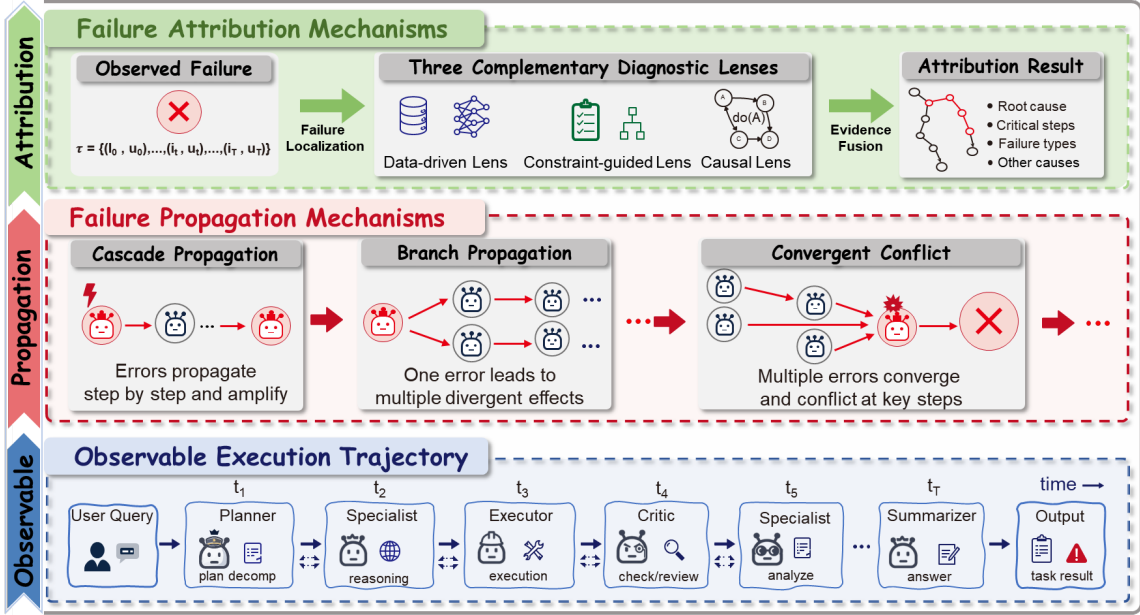 Attribution
Failure Attribution Mechanisms
Observed Failure
τ = {(I₀ , u₀),...,(iₜ , uₜ),...,(i_T , u_T)}
Failure
Localization
Three Complementary Diagnostic Lenses
Data-driven Lens
Constraint-guided Lens
A
B
do(A)
C
D
Causal Lens
Evidence
Fusion
Attribution Result
• Root cause
• Critical steps
• Failure types
• Other causes
Propagation
Failure Propagation Mechanisms
Cascade Propagation
...
Errors propagate
step by step and amplify
Branch Propagation
...
...
One error leads to
multiple divergent effects
...
Convergent Conflict
Multiple errors converge
and conflict at key steps
...
Observable
Observable Execution Trajectory
t₁
t₂
t₃
t₄
t₅
t_T
time
User Query
Planner
plan decomp
Specialist
reasoning
Executor
execution
Critic
check/review
Specialist
analyze
...
Summarizer
answer
Output
task result